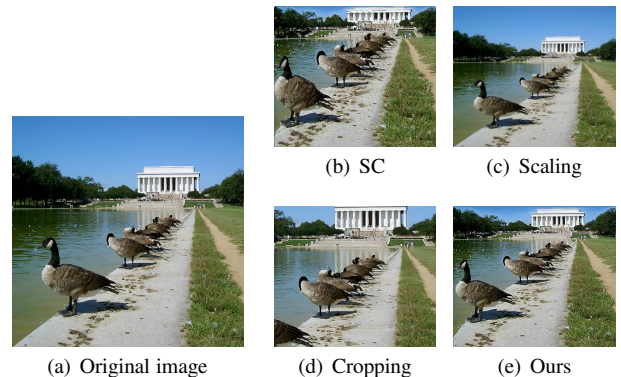 (b) SC
(c) Scaling
(a) Original image
(d) Cropping
(e) Ours